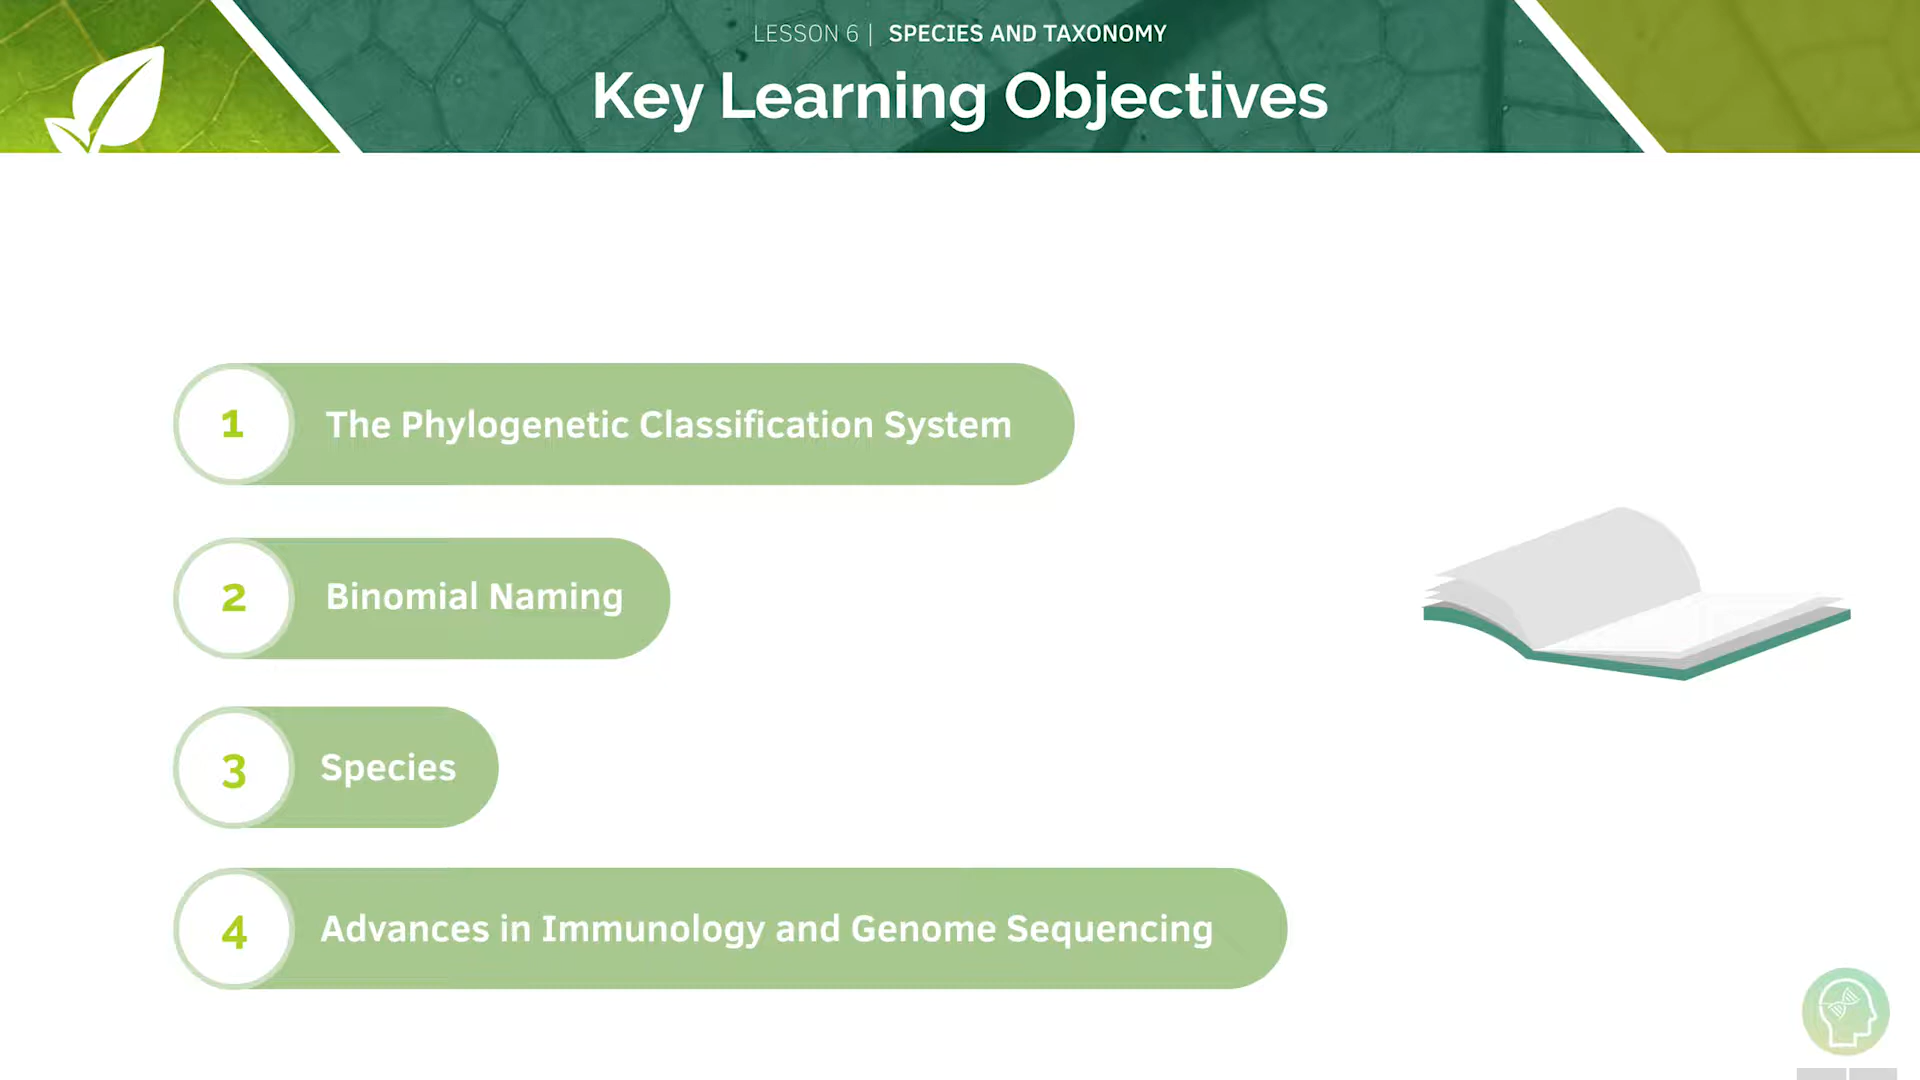 LESSON 6 | SPECIES AND TAXONOMY
Key Learning Objectives
1 The Phylogenetic Classification System
2 Binomial Naming
3 Species
4 Advances in Immunology and Genome Sequencing